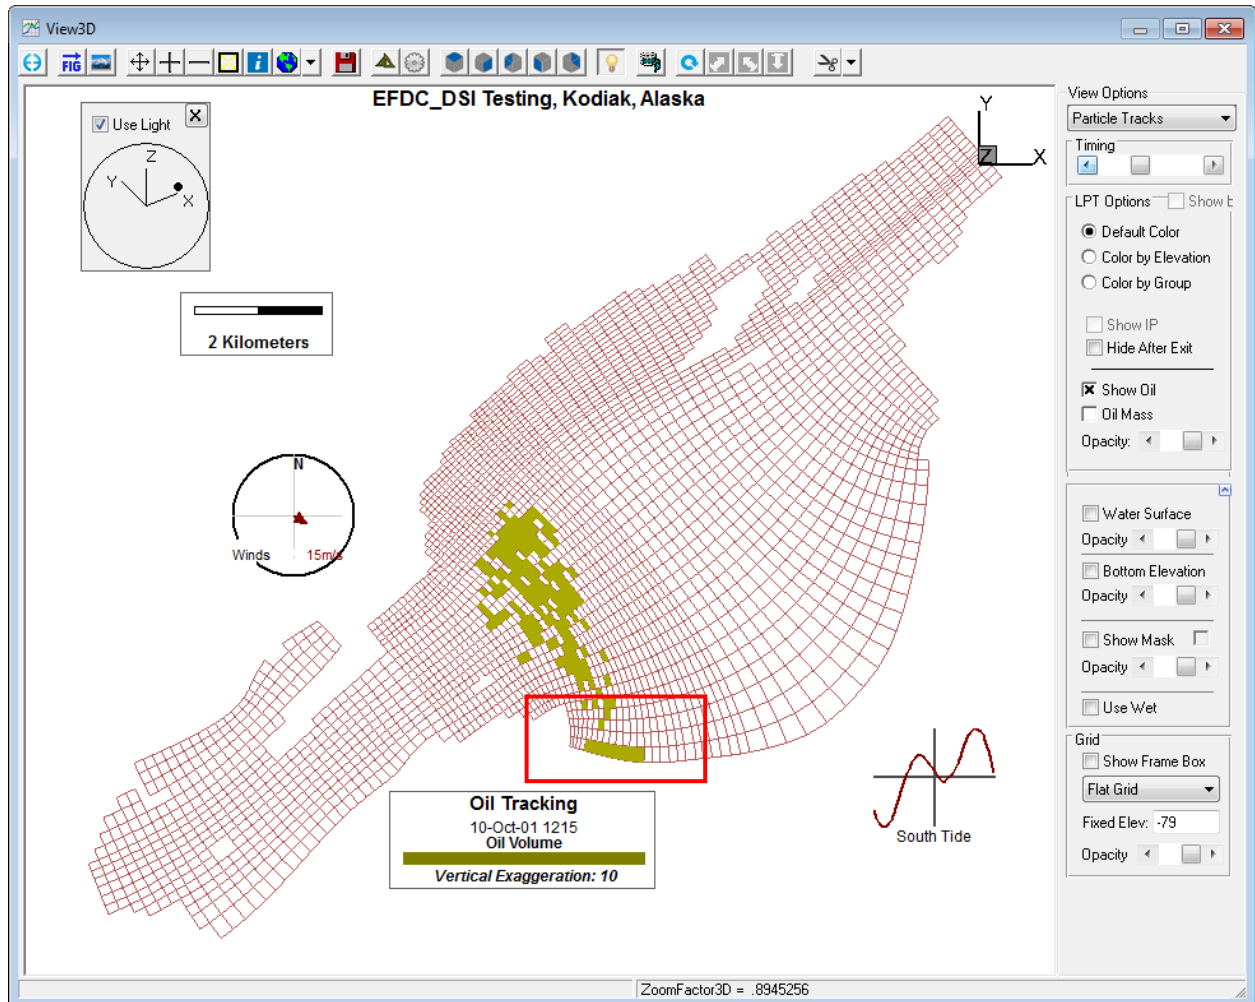 View3D
FIG
EFDC_DSI Testing, Kodiak, Alaska
Use Light
X
Z
Y
X
Y
Z
X
2 Kilometers
N
Winds
15m/s
Oil Tracking
10-Oct-01 1215
Oil Volume
Vertical Exaggeration: 10
South Tide
View Options
Particle Tracks
Timing
LPT Options
Show
Default Color
Color by Elevation
Color by Group
Show IP
Hide After Exit
Show Oil
Oil Mass
Opacity:
Water Surface
Opacity
Bottom Elevation
Opacity
Show Mask
Opacity
Use Wet
Grid
Show Frame Box
Flat Grid
Fixed Elev: -79
Opacity
ZoomFactor3D = .8945256